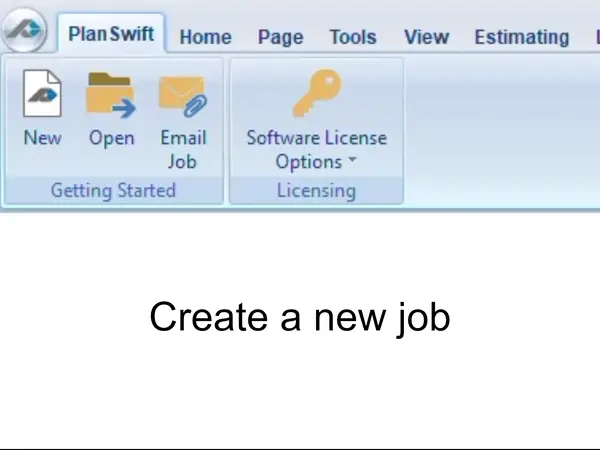 PlanSwift Home Page Tools View Estimating
New Open Email Job Software License Options
Getting Started Licensing
Create a new job